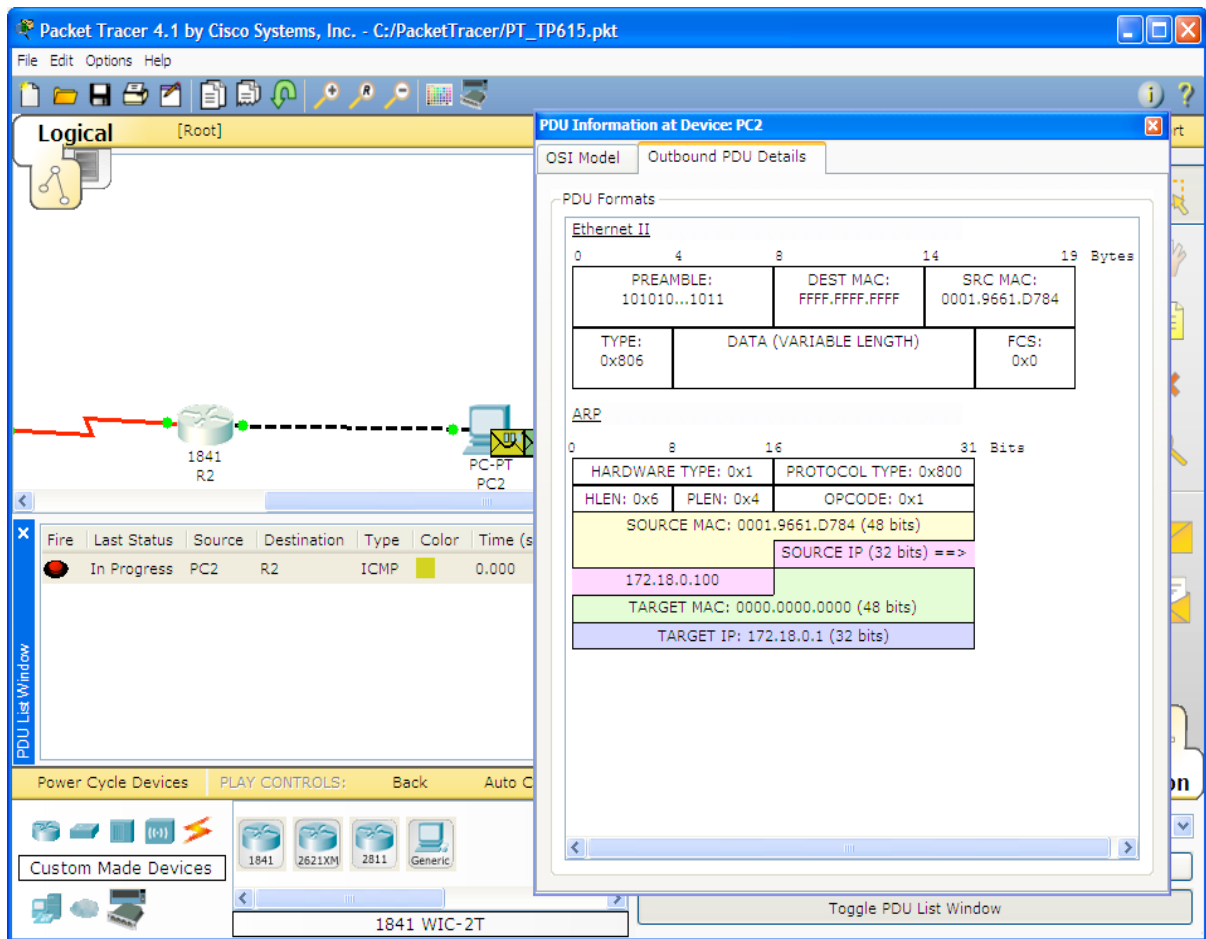 Packet Tracer 4.1 by Cisco Systems, Inc. - C:/PacketTracer/PT_TP615.pkt
File Edit Options Help
Logical [Root]
PDU Information at Device: PC2
OSI Model Outbound PDU Details
PDU Formats
Ethernet II
0 4 8 14 19 Bytes
PREAMBLE: DEST MAC: SRC MAC:
101010...1011 FFFF.FFFF.FFFF 0001.9661.D784
TYPE: DATA (VARIABLE LENGTH) FCS:
0x806 0x0
ARP
0 8 16 31 Bits
HARDWARE TYPE: 0x1 PROTOCOL TYPE: 0x800
HLEN: 0x6 PLEN: 0x4 OPCODE: 0x1
SOURCE MAC: 0001.9661.D784 (48 bits)
SOURCE IP (32 bits) ==>
172.18.0.100
TARGET MAC: 0000.0000.0000 (48 bits)
TARGET IP: 172.18.0.1 (32 bits)
1841
R2
PC-PT
PC2
PDU List Window
Fire Last Status Source Destination Type Color Time (s
In Progress PC2 R2 ICMP 0.000
Power Cycle Devices PLAY CONTROLS: Back Auto C
1841 2621XM 2811 Generic
Custom Made Devices
1841 WIC-2T
Toggle PDU List Window